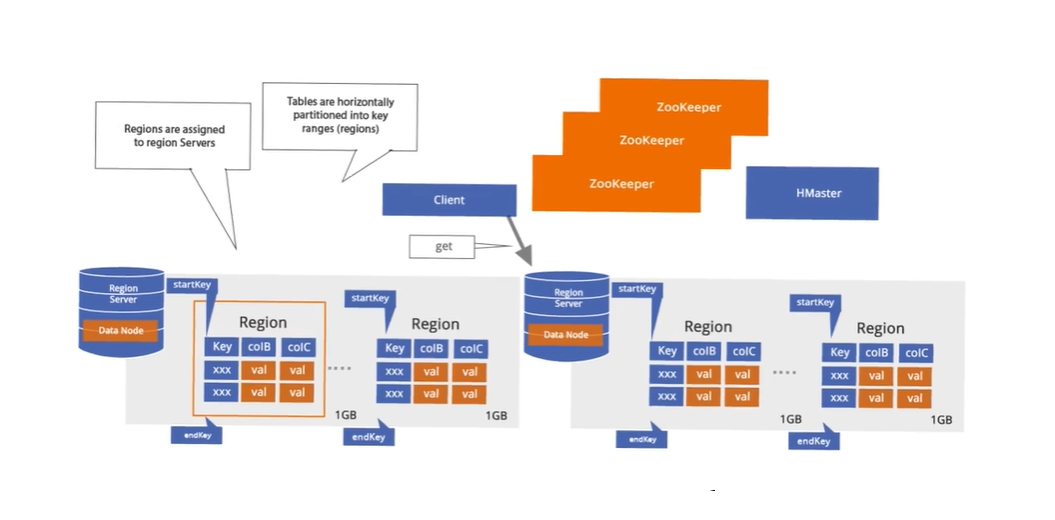 Tables are horizontally
partitioned into key
ranges (regions)
Regions are assigned
to region Servers
ZooKeeper
ZooKeeper
ZooKeeper
Client
HMaster
get
Region
Server
Data Node
startKey
Region
Key colB colC
xxx val val
xxx val val
1GB
endKey
....
startKey
Region
Key colB colC
xxx val val
xxx val val
1GB
endKey
Region
Server
Data Node
startKey
Region
Key colB colC
xxx val val
xxx val val
1GB
endKey
....
startKey
Region
Key colB colC
xxx val val
xxx val val
1GB
endKey